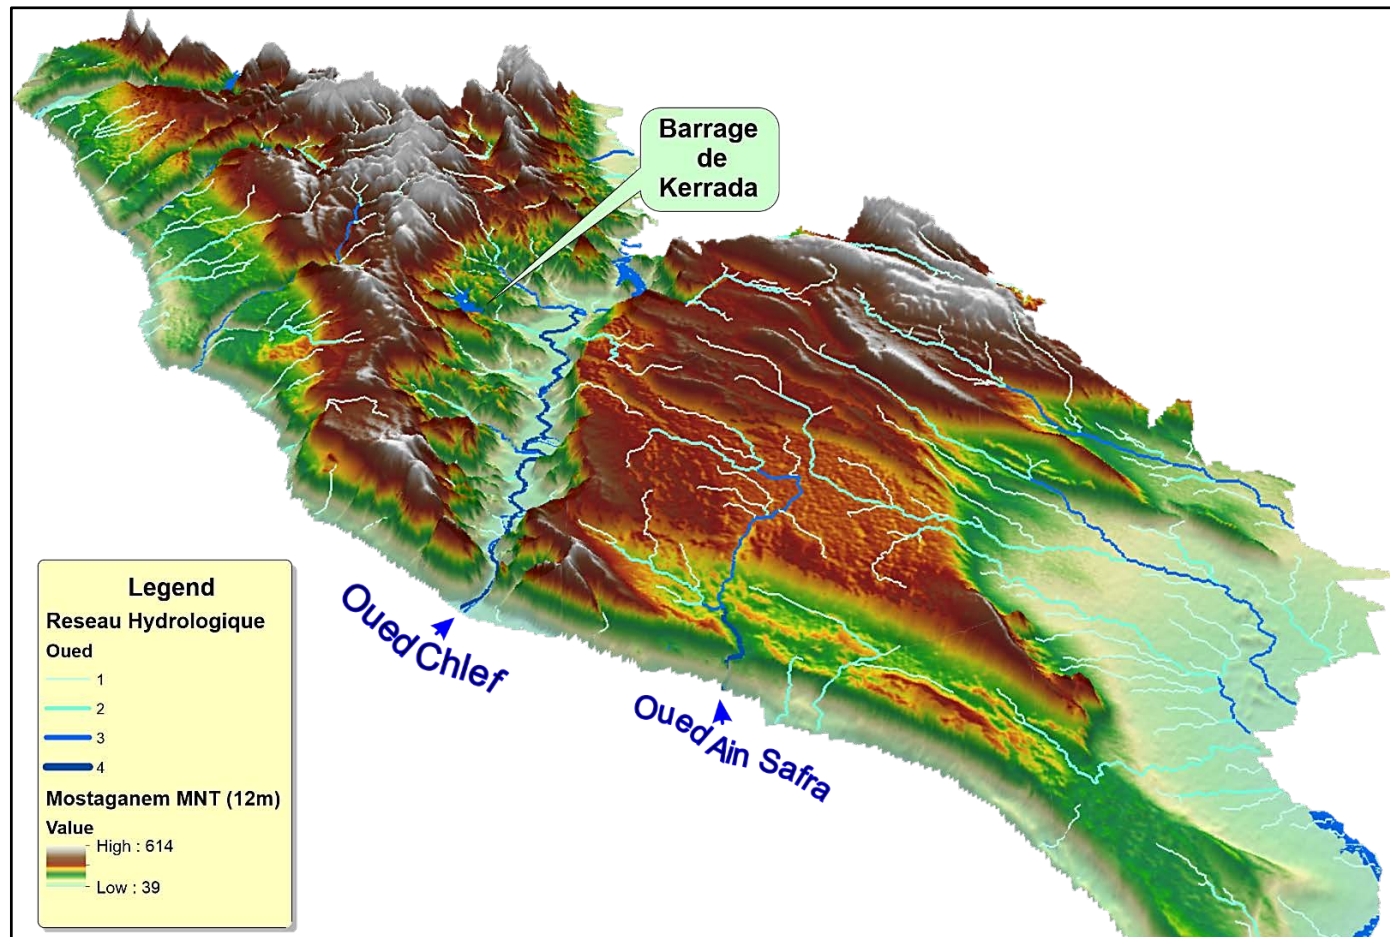 Barrage
de
Kerrada
Oued Chlef
Oued Ain Safra
Legend
Reseau Hydrologique
Oued
1
2
3
4
Mostaganem MNT (12m)
Value
High : 614
Low : 39